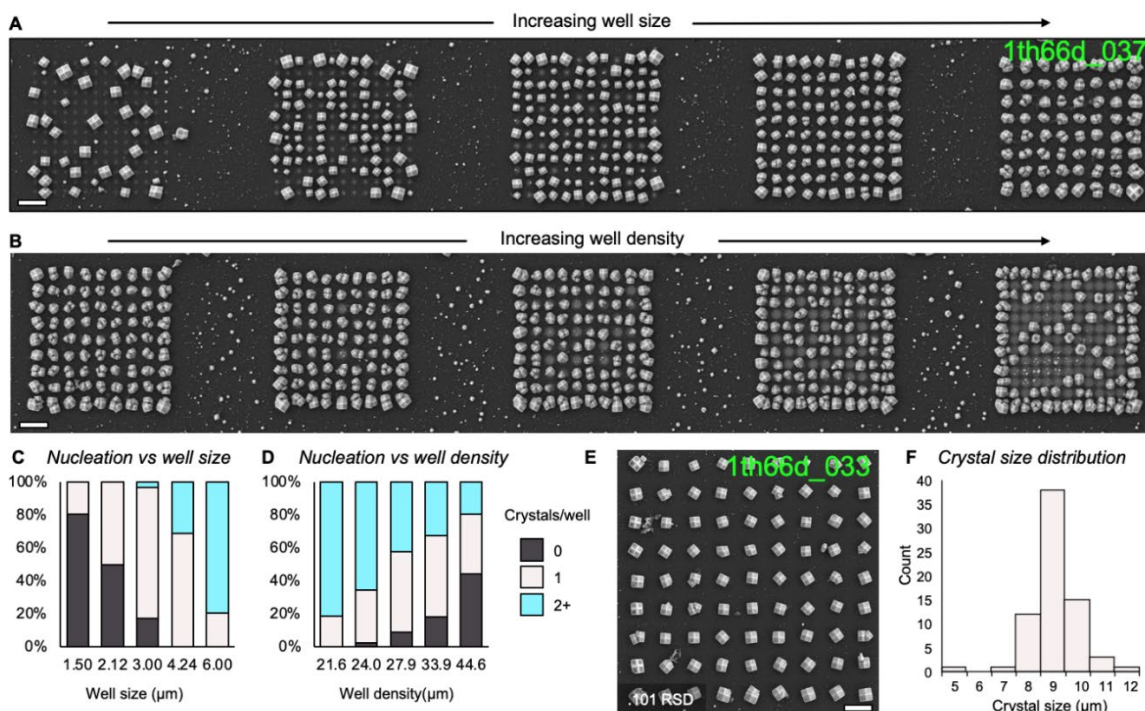 A
Increasing well size
1th66d_037
B
Increasing well density
C Nucleation vs well size
100%
80%
60%
40%
20%
0%
1.50 2.12 3.00 4.24 6.00
Well size (μm)
D Nucleation vs well density
100%
80%
60%
40%
20%
0%
21.6 24.0 27.9 33.9 44.6
Well density(μm)
Crystals/well
0
1
2+
E
1th66d_033
.101 RSD
F Crystal size distribution
Count
40
35
30
25
20
15
10
5
0
5 6 7 8 9 10 11 12
Crystal size (μm)